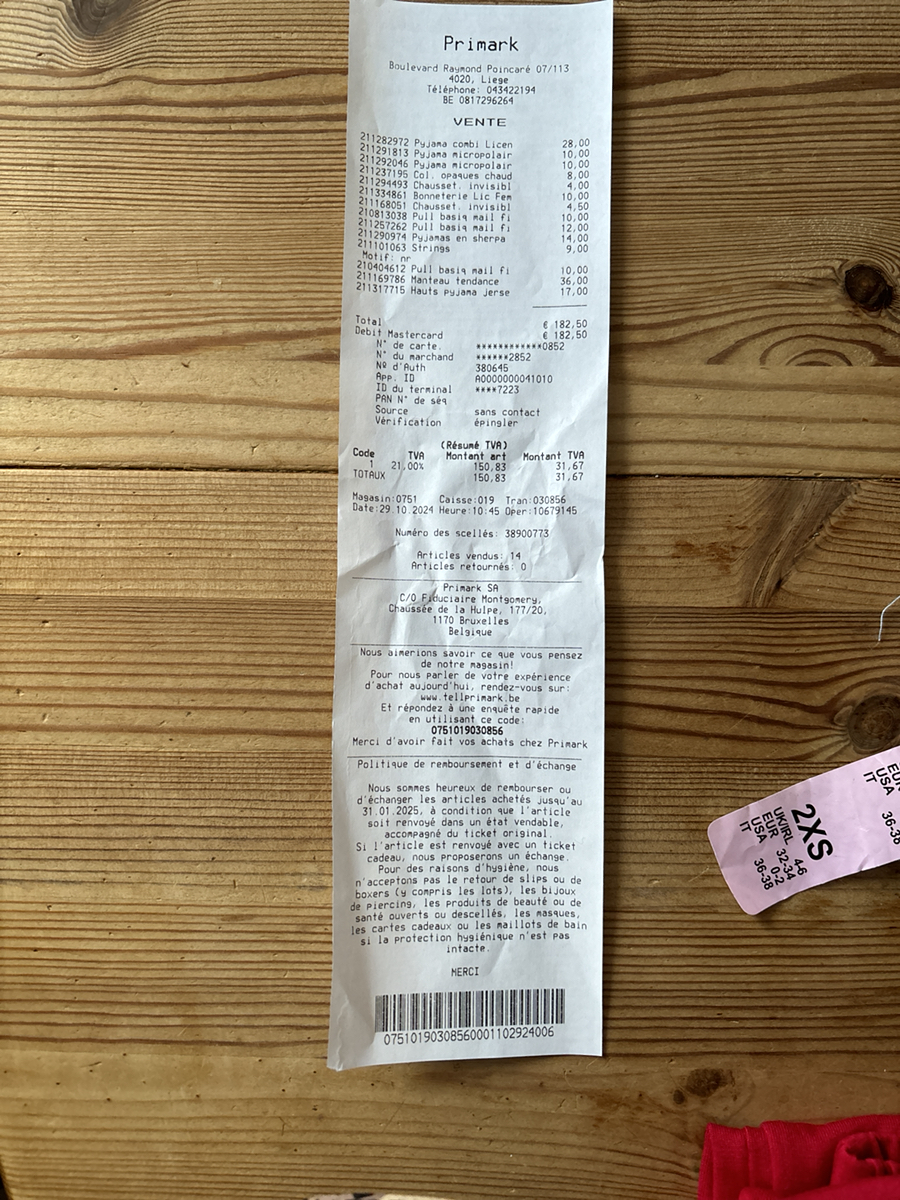 Primark
Boulevard Raymond Poincaré 07/113
4020, Liege
Téléphone: 043422194
BE 0817296264
VENTE
211282972 Pyjama combi Licen 28,00
211291813 Pyjama micropolair 10,00
211292046 Pyjama micropolair 10,00
211237195 Col. opaques chaud 8,00
211294493 Chausset. invisibl 4,00
211334861 Bonneterie Lic Fem 10,00
211168051 Chausset. invisibl 4,50
210813038 Pull basiq mail fi 10,00
211257262 Pull basiq mail fi 12,00
211290974 Pyjamas en sherpa 14,00
211101063 Strings 9,00
Motif: nr
210404612 Pull basiq mail fi 10,00
211169786 Manteau tendance 36,00
211317715 Hauts pyjama jerse 17,00
Total € 182,50
Debit Mastercard € 182,50
N° de carte. ************0852
N° du marchand ******2852
Nº d'Auth 380645
App. ID A0000000041010
ID du terminal ****7223
PAN N° de séq
Source sans contact
Vérification épingler
(Résumé TVA)
Code TVA Montant art Montant TVA
1 21,00% 150,83 31,67
TOTAUX 150,83 31,67
Magasin:0751 Caisse:019 Tran:030856
Date:29.10.2024 Heure:10:45 Oper:10679145
Numéro des scellés: 38900773
Articles vendus: 14
Articles retournés: 0
Primark SA
C/O Fiduciaire Montgomery,
Chaussée de la Hulpe, 177/20,
1170 Bruxelles
Belgique
Nous aimerions savoir ce que vous pensez
de notre magasin!
Pour nous parler de votre expérience
d'achat aujourd'hui, rendez-vous sur:
www.tellprimark.be
Et répondez à une enquête rapide
en utilisant ce code:
0751019030856
Merci d'avoir fait vos achats chez Primark
Politique de remboursement et d'échange
Nous sommes heureux de rembourser ou
d'échanger les articles achetés jusqu'au
31.01.2025, à condition que l'article
soit renvoyé dans un état vendable,
accompagné du ticket original.
Si l'article est renvoyé avec un ticket
cadeau, nous proposerons un échange.
Pour des raisons d'hygiène, nous
n'acceptons pas le retour de slips ou de
boxers (y compris les lots), les bijoux
de piercing, les produits de beauté ou de
santé ouverts ou descellés, les masques,
les cartes cadeaux ou les maillots de bain
si la protection hygiénique n'est pas
intacte.
MERCI
07510190308560001102924006
2XS
UK/IRL 4-6
EUR 32-34
USA 0-2
IT 36-38
EUR
USA
IT 36-38